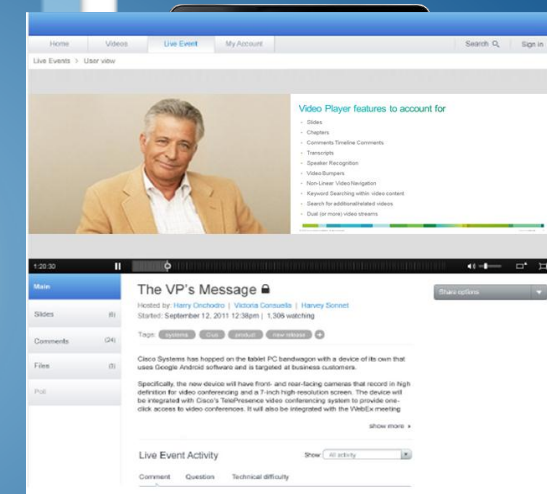 Home Videos Live Event My Account Search Sign in
Live Events > User view
Video Player features to account for
- Slides
- Chapters
- Comments Timeline Comments
- Transcripts
- Speaker Recognition
- Video Bumpers
- Non-Linear Video Navigation
- Keyword Searching within video content
- Search for additional/related videos
- Dual (or more) video streams
1:20:30
Main
Slides (6)
Comments (24)
Files (3)
Poll
The VP's Message
Share options
Hosted by: Harry Onchodro | Victoria Consuella | Harvey Sonnet
Started: September 12, 2011 12:38pm | 1,306 watching
Tags: systems Cius product new release +
Cisco Systems has hopped on the tablet PC bandwagon with a device of its own that
uses Google Android software and is targeted at business customers.
Specifically, the new device will have front- and rear-facing cameras that record in high
definition for video conferencing and a 7-inch high-resolution screen. The device will
be integrated with Cisco's TelePresence video conferencing system to provide one-
click access to video conferences. It will also be integrated with the WebEx meeting
show more
Live Event Activity Show: All activity
Comment Question Technical difficulty